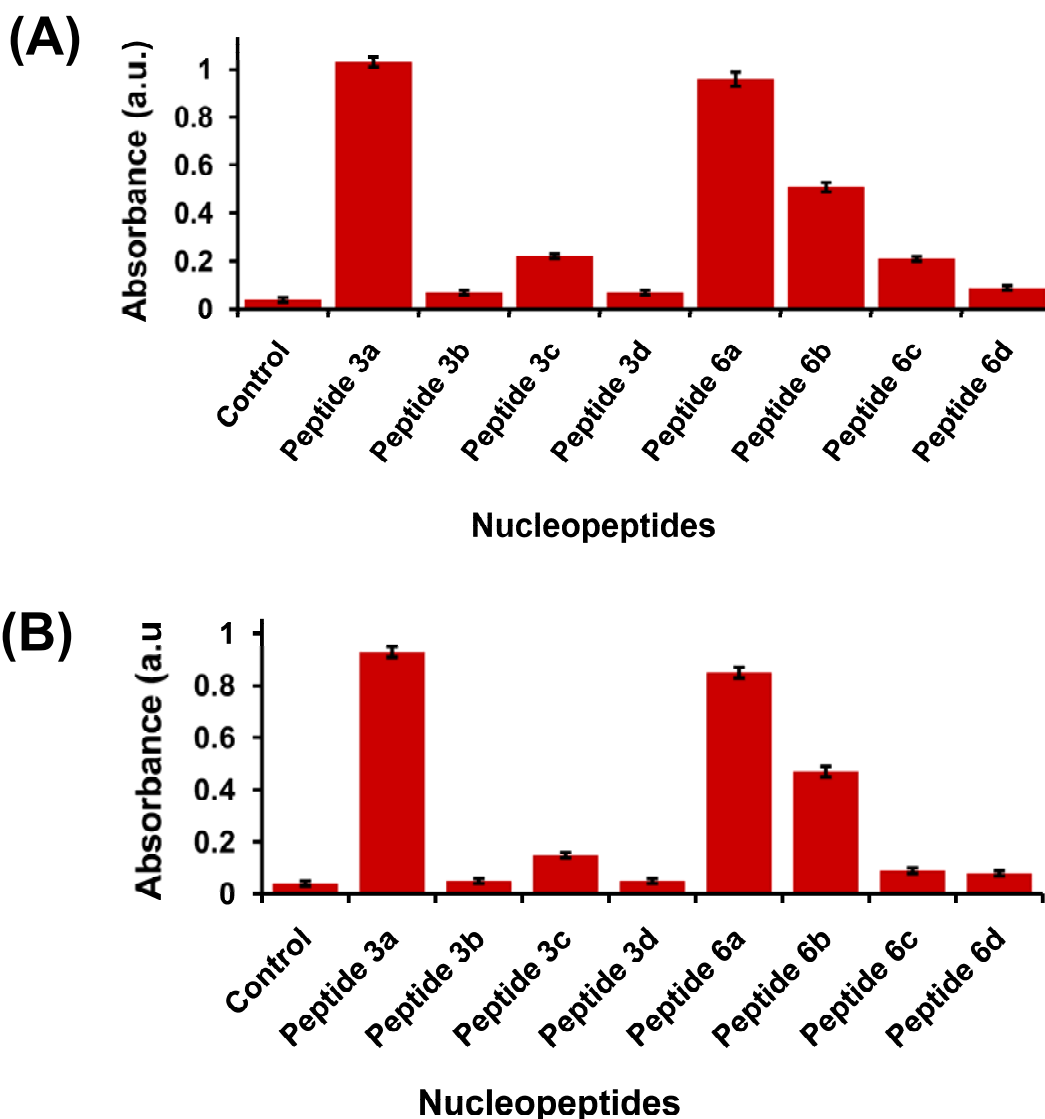 (A)
Absorbance (a.u.)
1
0.8
0.6
0.4
0.2
0
Control
Peptide 3a
Peptide 3b
Peptide 3c
Peptide 3d
Peptide 6a
Peptide 6b
Peptide 6c
Peptide 6d
Nucleopeptides
(B)
Absorbance (a.u
1
0.8
0.6
0.4
0.2
0
Control
Peptide 3a
Peptide 3b
Peptide 3c
Peptide 3d
Peptide 6a
Peptide 6b
Peptide 6c
Peptide 6d
Nucleopeptides